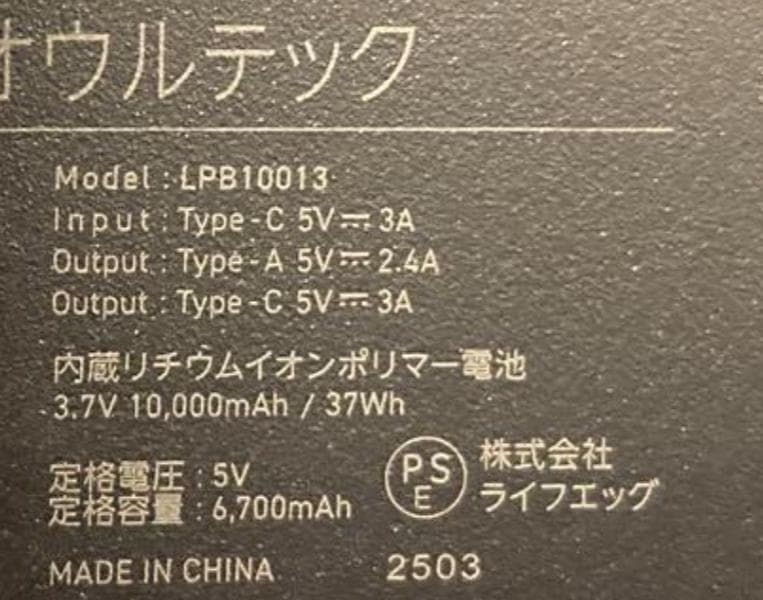 オウルテック
Model : LPB10013
Input : Type-C 5V⎓3A
Output : Type-A 5V⎓2.4A
Output : Type-C 5V⎓3A
内蔵リチウムイオンポリマー電池
3.7V 10,000mAh / 37Wh
定格電圧 : 5V
定格容量 : 6,700mAh
PSE
株式会社
ライフエッグ
MADE IN CHINA
2503